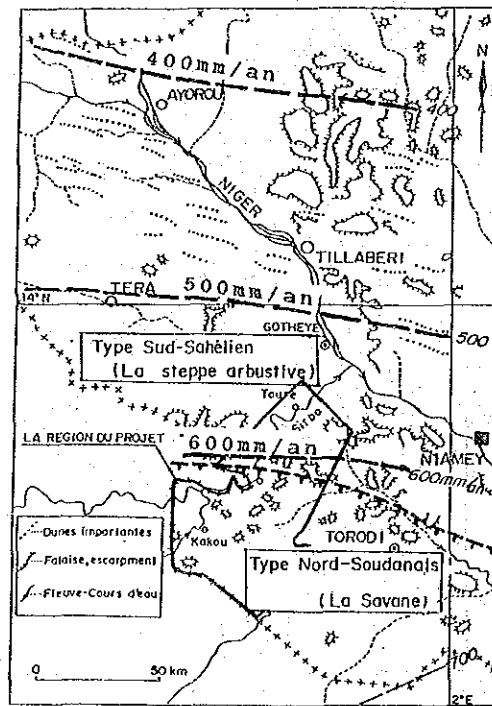 400mm/an
N
AYOROU
400
NIGER
TILLABERI
500mm/an
14° N
TERA
500
GOTHEYE
Type Sud-Sahélien
(La steppe arbustive)
Sirba
LA REGION DU PROJET
600mm/an
NIAMEY
600mm/an
Dunes importantes
Falaise, escarpment
Fleuve-Cours d'eau
Kakou
TORODI
Type Nord-Soudanais
(La Savane)
0 50 km
2°E